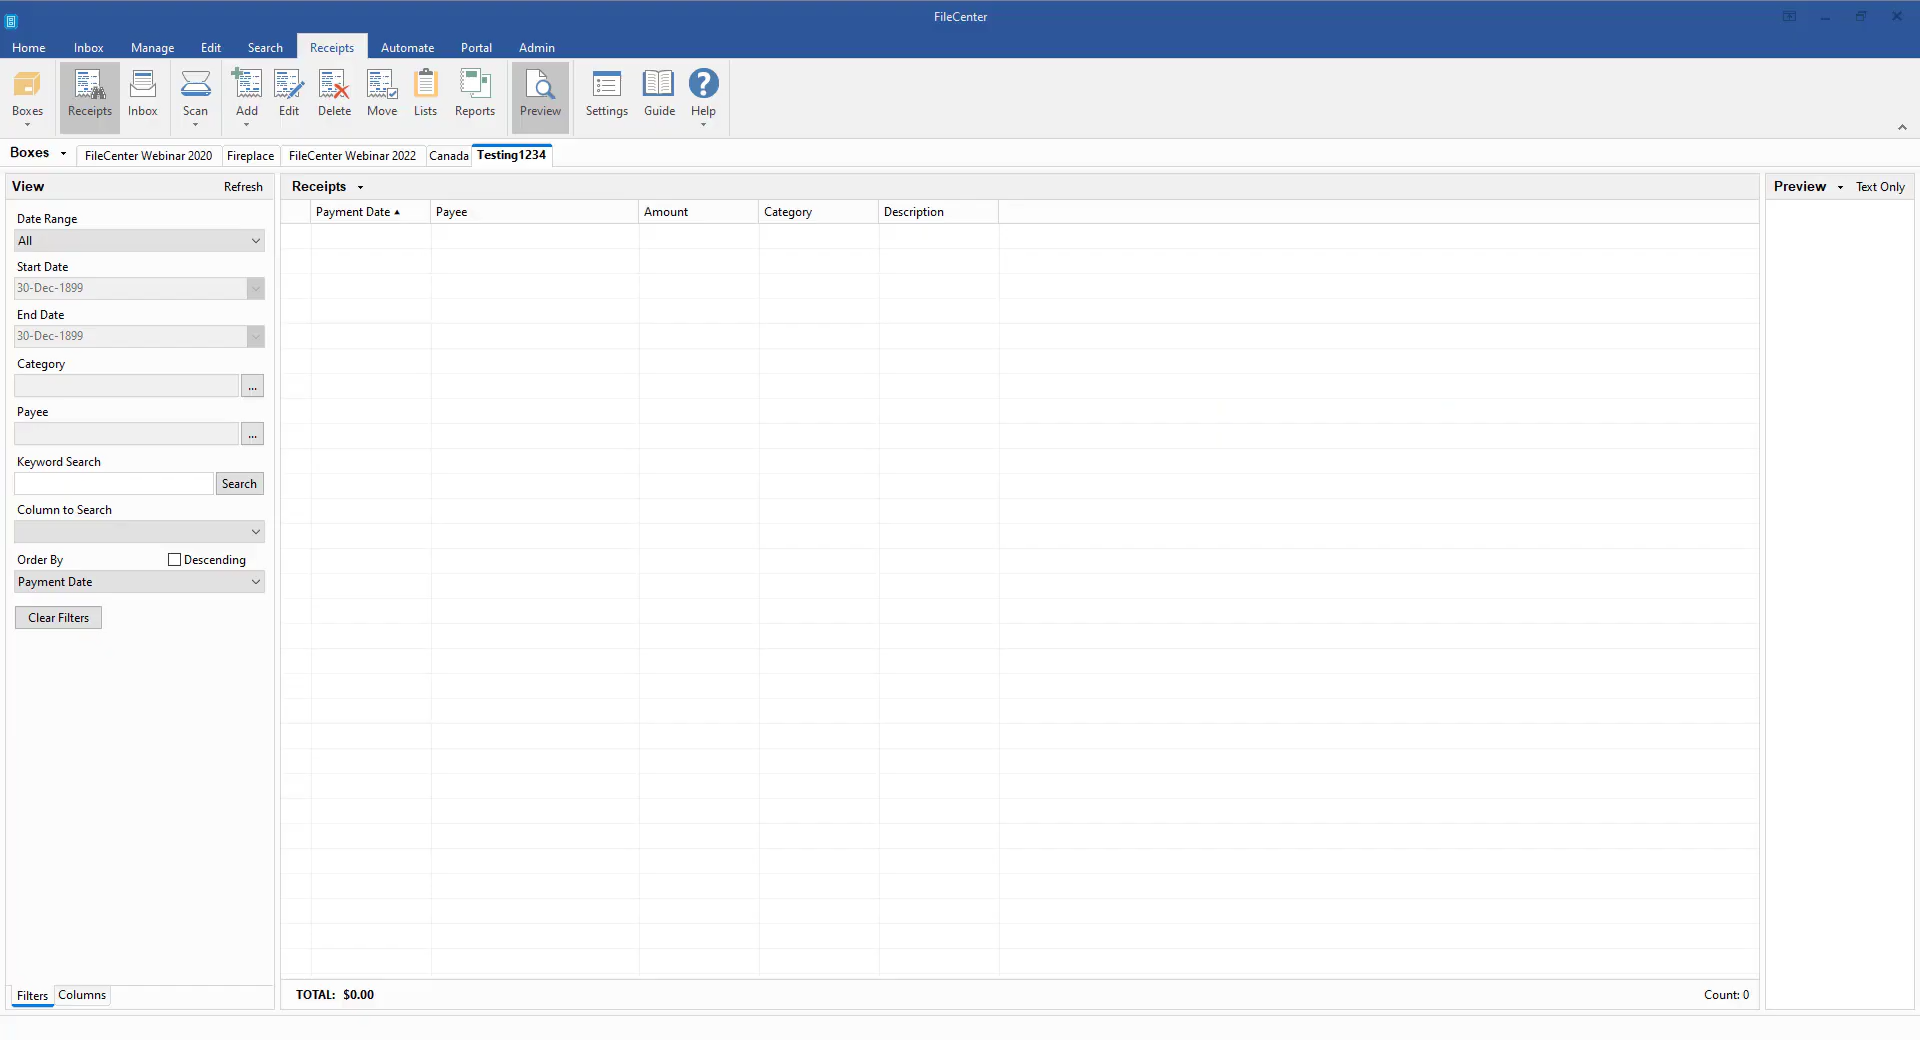 FileCenter
Home Inbox Manage Edit Search Receipts Automate Portal Admin
Boxes Receipts Inbox Scan Add Edit Delete Move Lists Reports Preview Settings Guide Help
Boxes FileCenter Webinar 2020 Fireplace FileCenter Webinar 2022 Canada Testing1234
View Refresh
Receipts
Preview Text Only
Payment Date Payee Amount Category Description
Date Range
All
Start Date
30-Dec-1899
End Date
30-Dec-1899
Category
...
Payee
...
Keyword Search
Search
Column to Search
Order By Descending
Payment Date
Clear Filters
Filters Columns
TOTAL: $0.00
Count: 0